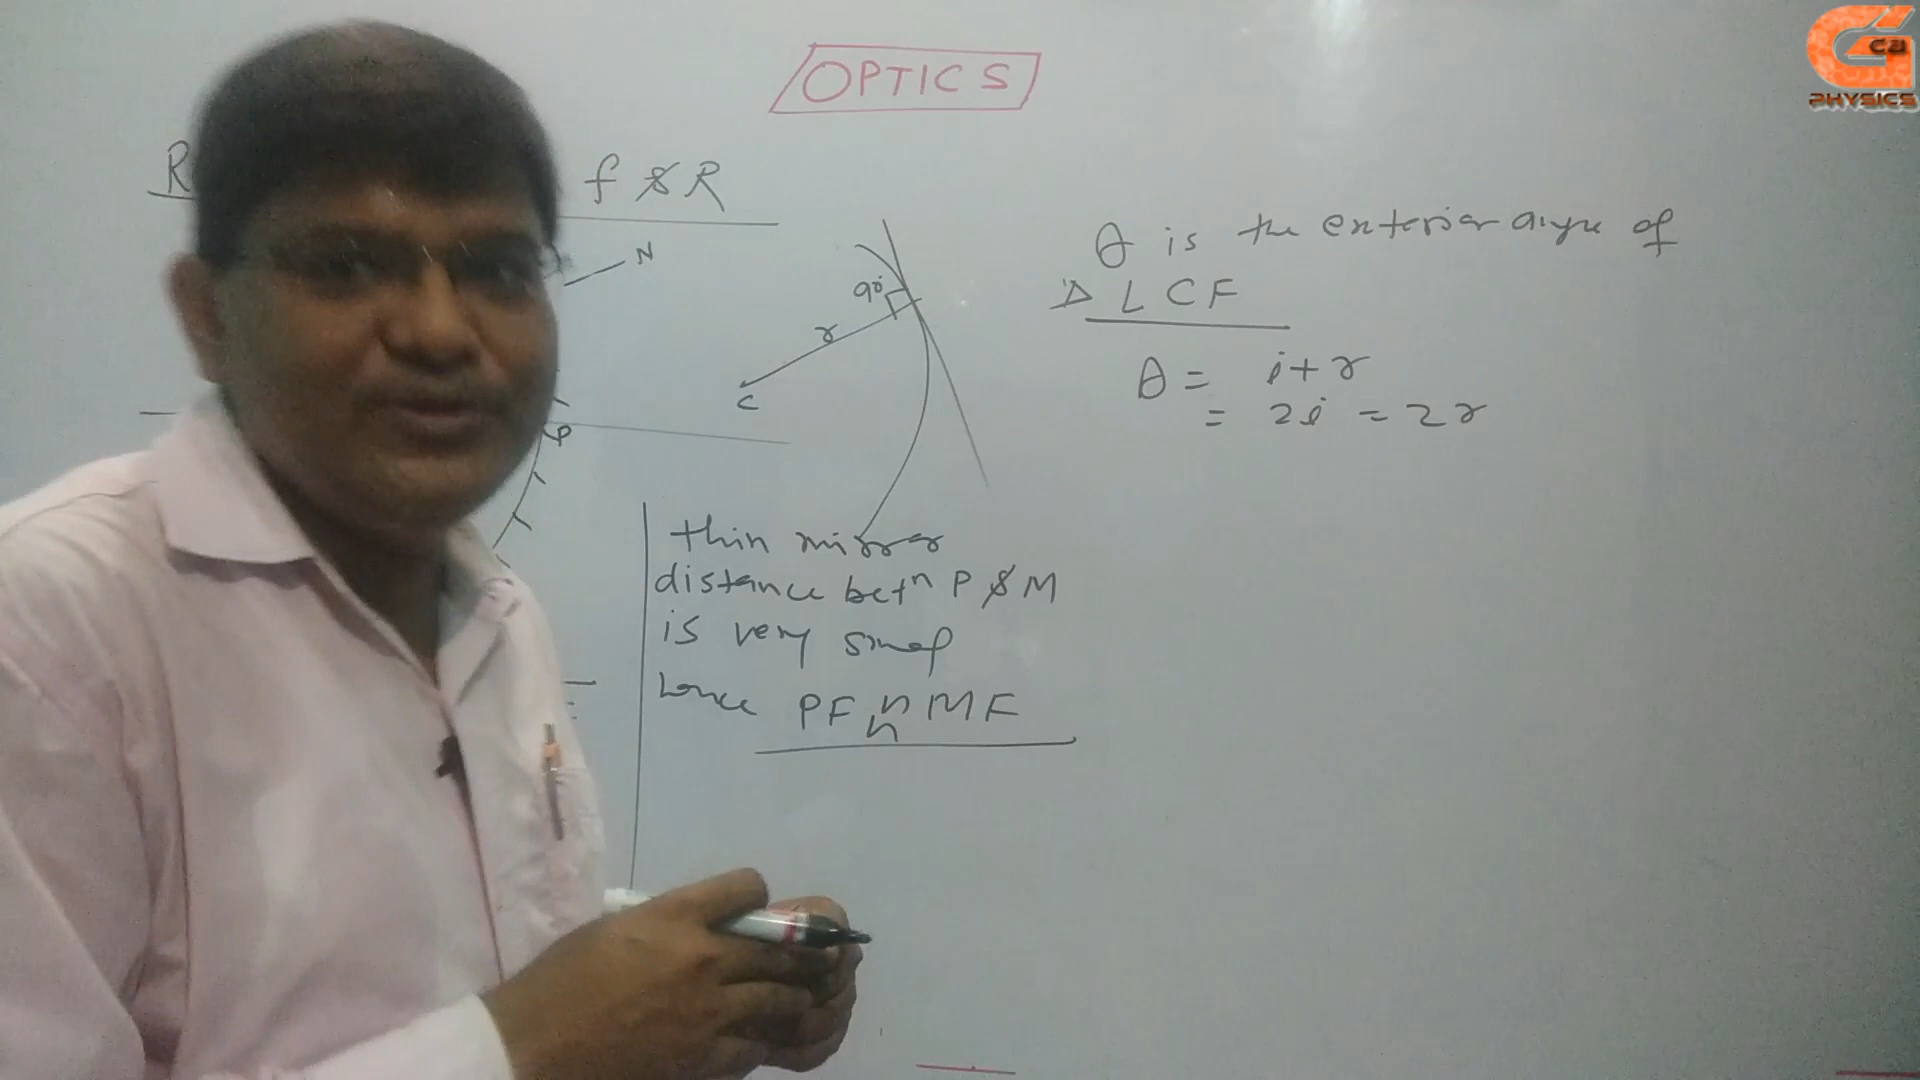 OPTICS
CB
PHYSICS
R f & R
N
90°
r
C
P
θ is the exterior angle of
Δ LCF
θ = i + r
= 2i = 2r
thin mirror
distance betn P & M
is very small
hence PF ≈ MF